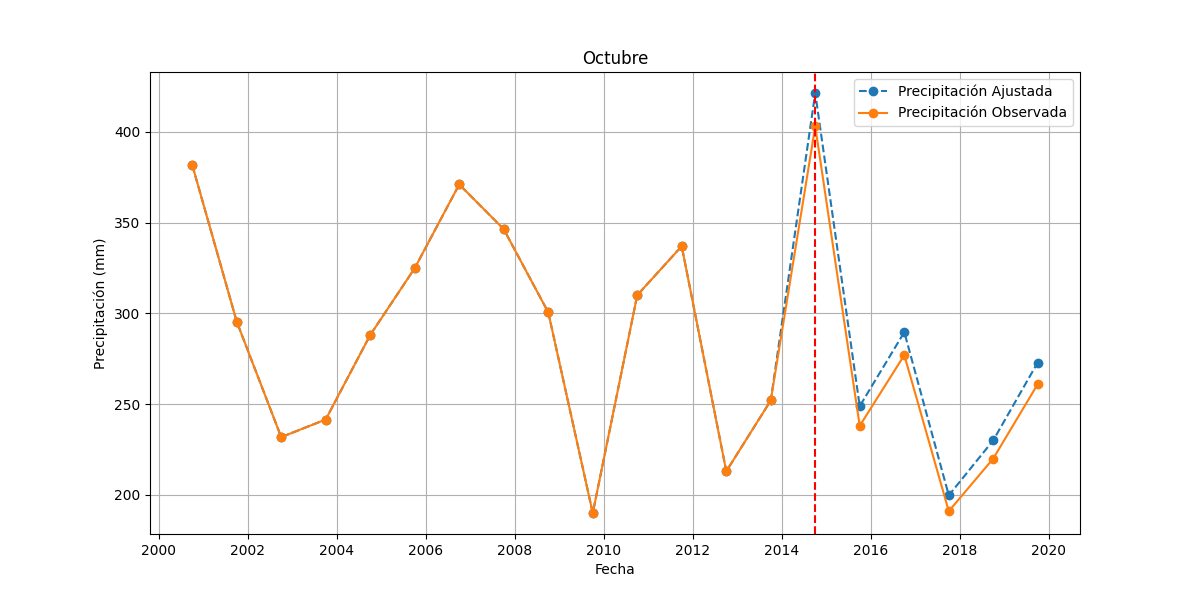 Octubre
Precipitación Ajustada
Precipitación Observada
Precipitación (mm)
400
350
300
250
200
2000 2002 2004 2006 2008 2010 2012 2014 2016 2018 2020
Fecha